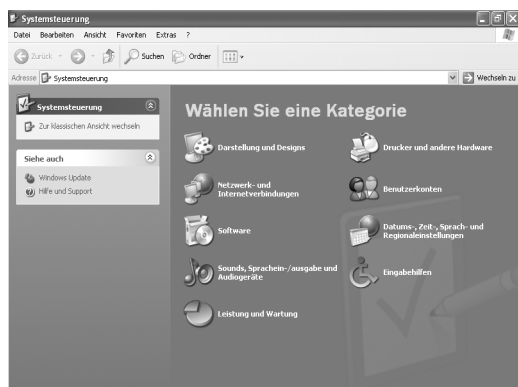 Systemsteuerung
Datei Bearbeiten Ansicht Favoriten Extras ?
Zurück Suchen Ordner
Adresse Systemsteuerung Wechseln zu
Systemsteuerung
Zur klassischen Ansicht wechseln
Siehe auch
Windows Update
Hilfe und Support
Wählen Sie eine Kategorie
Darstellung und Designs
Drucker und andere Hardware
Netzwerk- und
Internetverbindungen
Benutzerkonten
Software
Datums-, Zeit-, Sprach- und
Regionaleinstellungen
Sounds, Sprachein-/ausgabe und
Audiogeräte
Eingabehilfen
Leistung und Wartung